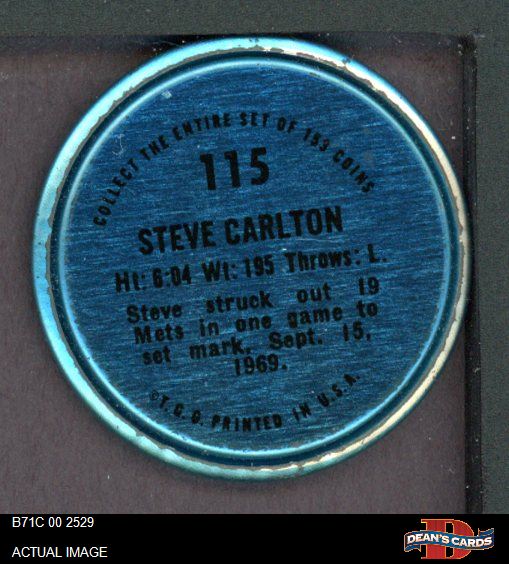 COLLECT THE ENTIRE SET OF 153 COINS
115
STEVE CARLTON
Ht: 6:04 Wt: 195 Throws: L.
Steve struck out 19
Mets in one game to
set mark, Sept. 15,
1969.
©T.C.G. PRINTED IN U.S.A.
B71C 00 2529
ACTUAL IMAGE
D
DEAN'S CARDS